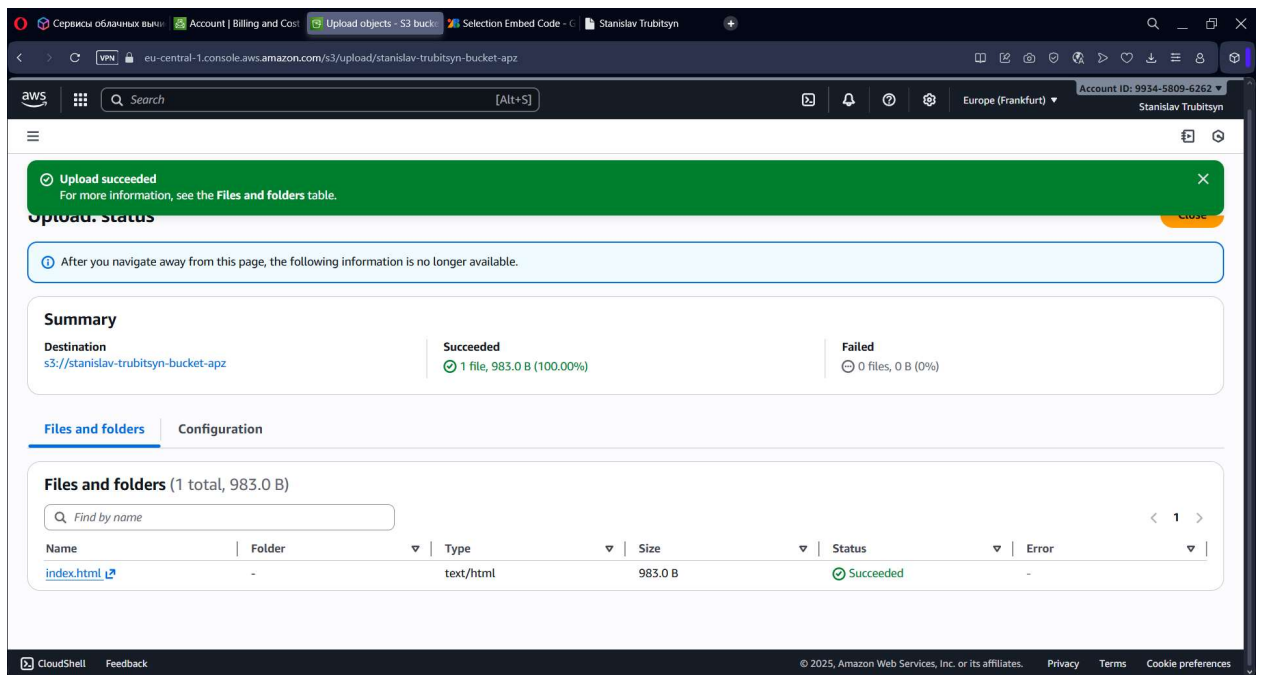 Сервисы облачных вычи Account | Billing and Cost Upload objects - S3 bucke Selection Embed Code - G Stanislav Trubitsyn
VPN eu-central-1.console.aws.amazon.com/s3/upload/stanislav-trubitsyn-bucket-apz
aws Search [Alt+S] Europe (Frankfurt) Account ID: 9934-5809-6262
Stanislav Trubitsyn
Upload succeeded
For more information, see the Files and folders table.
Upload: status Close
After you navigate away from this page, the following information is no longer available.
Summary
Destination Succeeded Failed
s3://stanislav-trubitsyn-bucket-apz 1 file, 983.0 B (100.00%) 0 files, 0 B (0%)
Files and folders Configuration
Files and folders (1 total, 983.0 B)
Find by name 1
Name Folder Type Size Status Error
index.html - text/html 983.0 B Succeeded -
CloudShell Feedback © 2025, Amazon Web Services, Inc. or its affiliates. Privacy Terms Cookie preferences